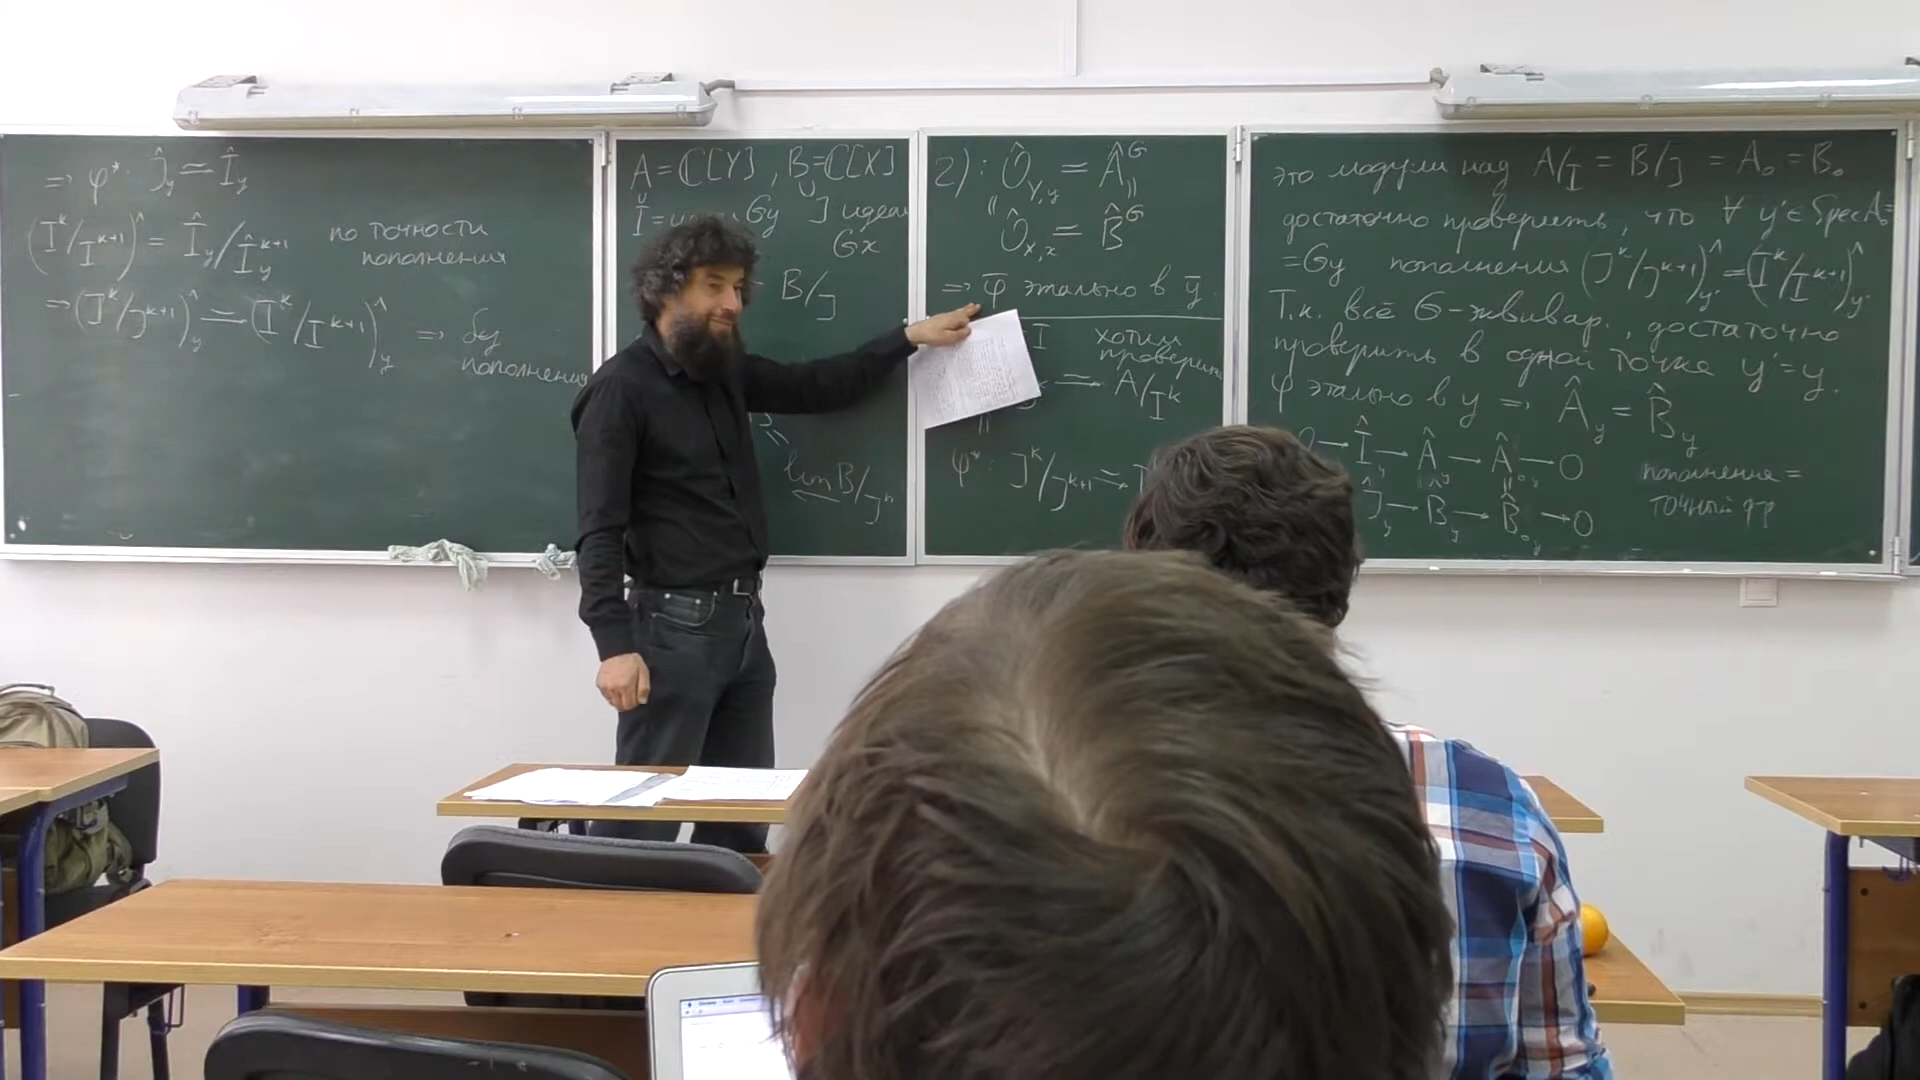 ⇒ φ* : Ĵ_y ≃ Î_y
(I^k/I^{k+1})^ = Î_y^k/Î_y^{k+1} по точности
пополнения
⇒ (J^k/J^{k+1})^_y ≃ (I^k/I^{k+1})^_y ⇒ без
пополнения
A = ℂ[Y], B = ℂ[X]
∪ ∪
I = Gy J идеал
Gx
B/J
lim B/J^n
←
2): Ô_{Y,y} = Â^G
|| ||
Ô_{X,x} = B̂^G
⇒ φ̄ этально в ȳ.
I хотим
проверить
⇒ A/I^k
||
φ* : J^k/J^{k+1} ≃
это модули над A/I = B/J = A₀ = B₀
достаточно проверить, что ∀ y' ∈ Spec A₀ =
= Gy пополнения (J^k/J^{k+1})^_{y'} = (I^k/I^{k+1})^_{y'}
Т.к. всё G-эквивар., достаточно
проверить в одной точке y' = y.
φ этально в y ⇒ Â_y = B̂_y
0 → Î_y → Â_y → Â_{0,y} → 0
||
Ĵ_y → B̂_y → B̂_{0,y} → 0
пополнение =
точный ф-р